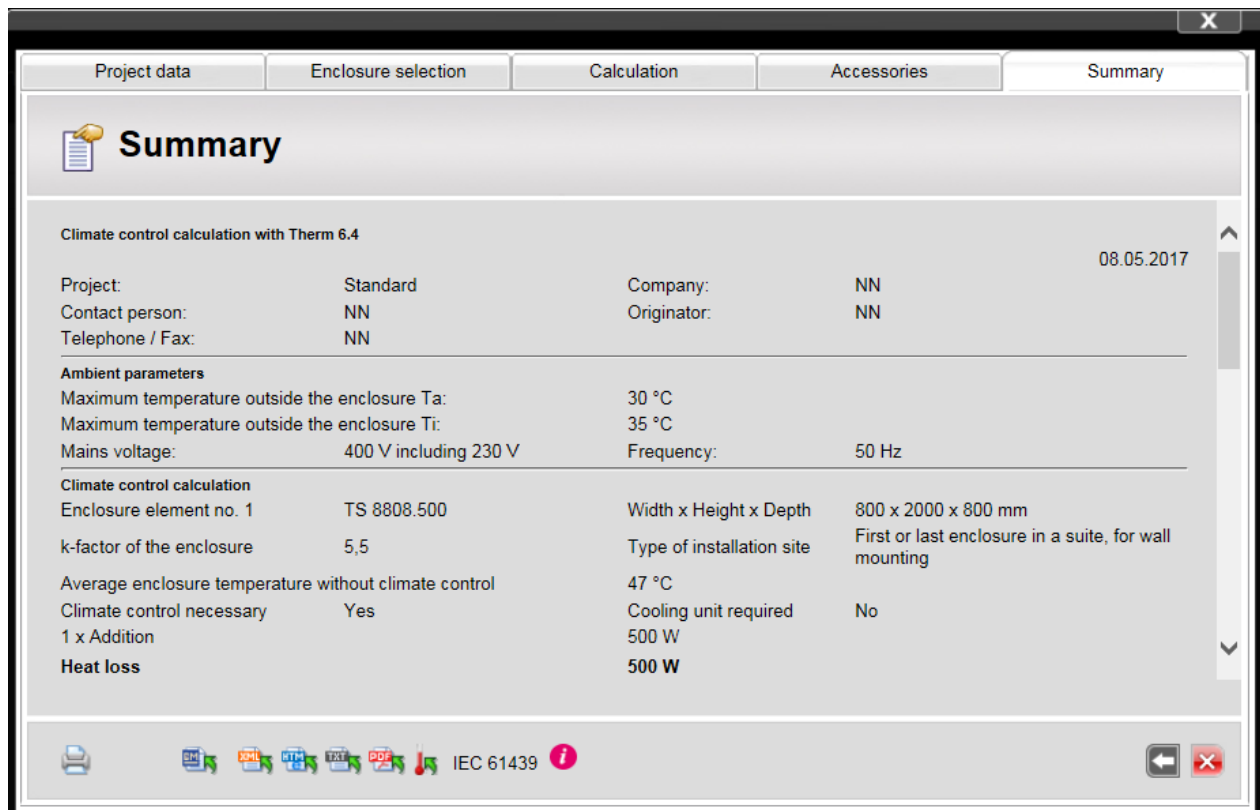 X
Project data Enclosure selection Calculation Accessories Summary
Summary
Climate control calculation with Therm 6.4
08.05.2017
Project: Standard Company: NN
Contact person: NN Originator: NN
Telephone / Fax: NN
Ambient parameters
Maximum temperature outside the enclosure Ta: 30 °C
Maximum temperature outside the enclosure Ti: 35 °C
Mains voltage: 400 V including 230 V Frequency: 50 Hz
Climate control calculation
Enclosure element no. 1 TS 8808.500 Width x Height x Depth 800 x 2000 x 800 mm
k-factor of the enclosure 5,5 Type of installation site First or last enclosure in a suite, for wall
mounting
Average enclosure temperature without climate control 47 °C
Climate control necessary Yes Cooling unit required No
1 x Addition 500 W
Heat loss 500 W
XML HTM TXT PDF IEC 61439 i